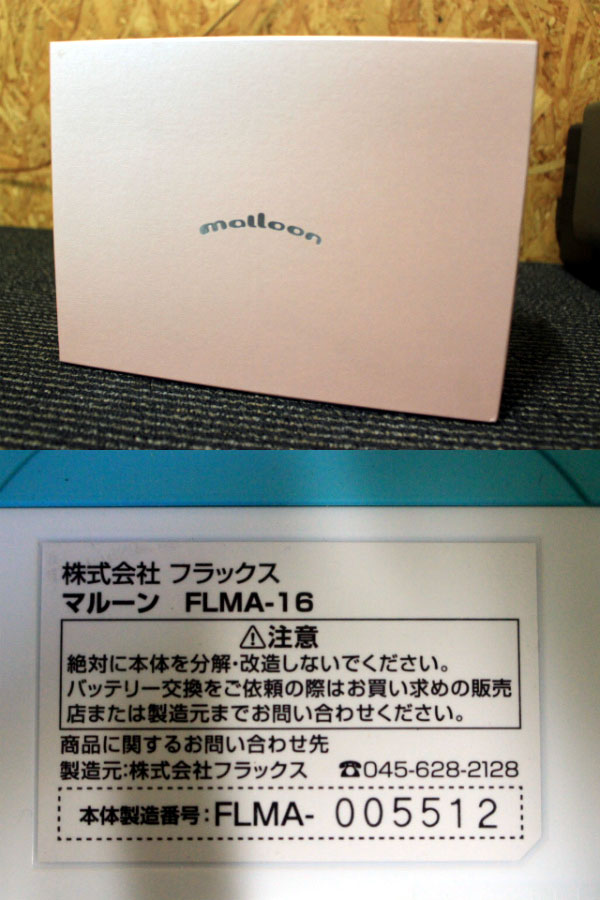 malloon
株式会社 フラックス
マルーン FLMA-16
⚠注意
絶対に本体を分解・改造しないでください。
バッテリー交換をご依頼の際はお買い求めの販売
店または製造元までお問い合わせください。
商品に関するお問い合わせ先
製造元:株式会社フラックス ☎045-628-2128
本体製造番号:FLMA- 005512